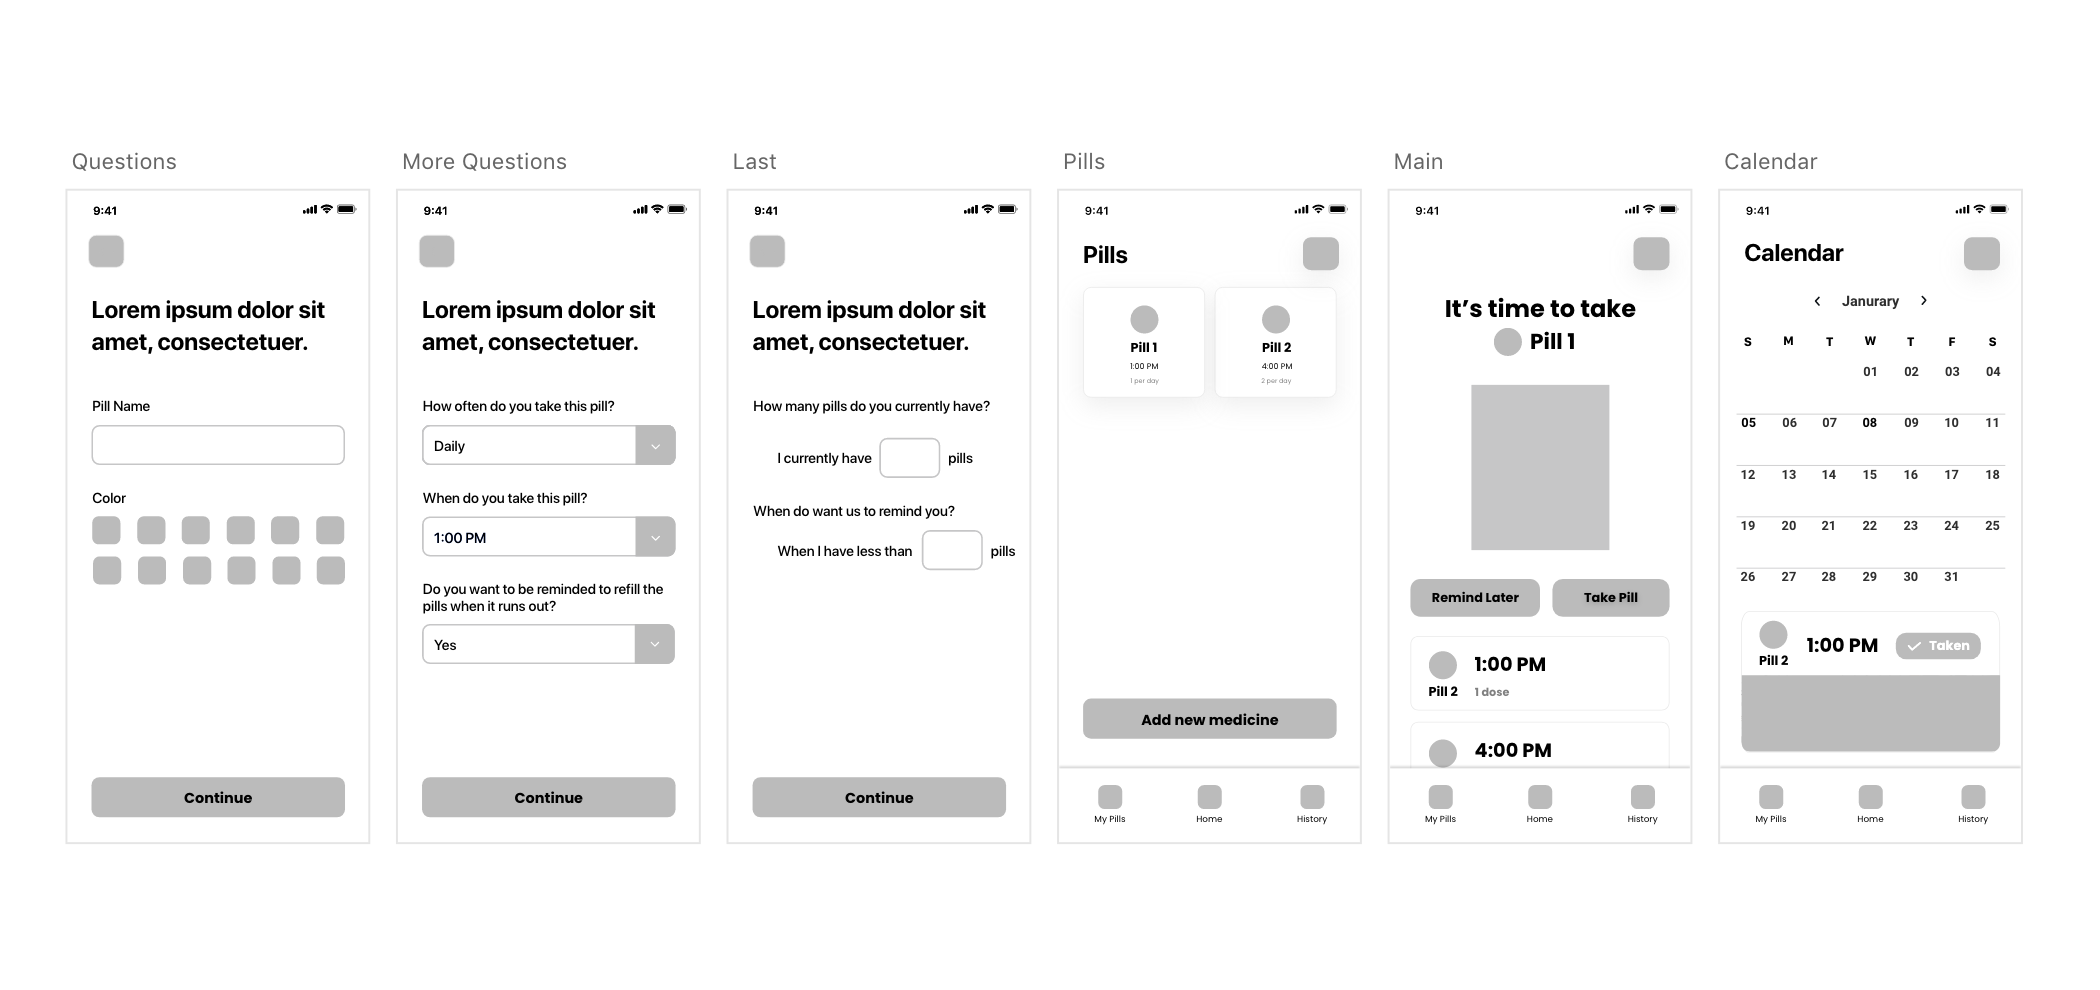 Questions
9:41
Lorem ipsum dolor sit
amet, consectetuer.
Pill Name
Color
Continue
More Questions
9:41
Lorem ipsum dolor sit
amet, consectetuer.
How often do you take this pill?
Daily
When do you take this pill?
1:00 PM
Do you want to be reminded to refill the
pills when it runs out?
Yes
Continue
Last
9:41
Lorem ipsum dolor sit
amet, consectetuer.
How many pills do you currently have?
I currently have pills
When do want us to remind you?
When I have less than pills
Continue
Pills
9:41
Pills
Pill 1
1:00 PM
1 per day
Pill 2
4:00 PM
2 per day
Add new medicine
My Pills Home History
Main
9:41
It's time to take
Pill 1
Remind Later Take Pill
1:00 PM
Pill 2 1 dose
4:00 PM
My Pills Home History
Calendar
9:41
Calendar
Janurary
S M T W T F S
01 02 03 04
05 06 07 08 09 10 11
12 13 14 15 16 17 18
19 20 21 22 23 24 25
26 27 28 29 30 31
1:00 PM Taken
Pill 2
My Pills Home History